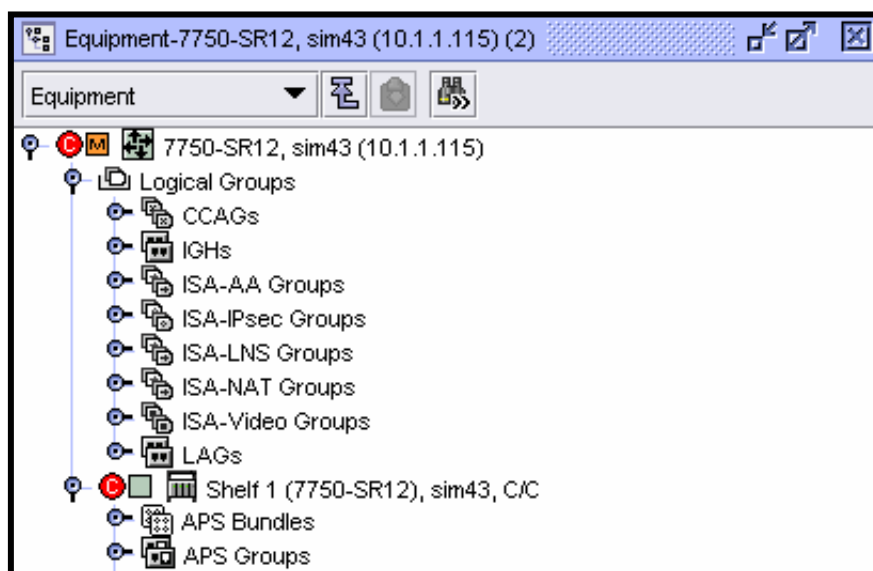 Equipment-7750-SR12, sim43 (10.1.1.115) (2)
Equipment
C M 7750-SR12, sim43 (10.1.1.115)
Logical Groups
CCAGs
IGHs
ISA-AA Groups
ISA-IPsec Groups
ISA-LNS Groups
ISA-NAT Groups
ISA-Video Groups
LAGs
C Shelf 1 (7750-SR12), sim43, C/C
APS Bundles
APS Groups